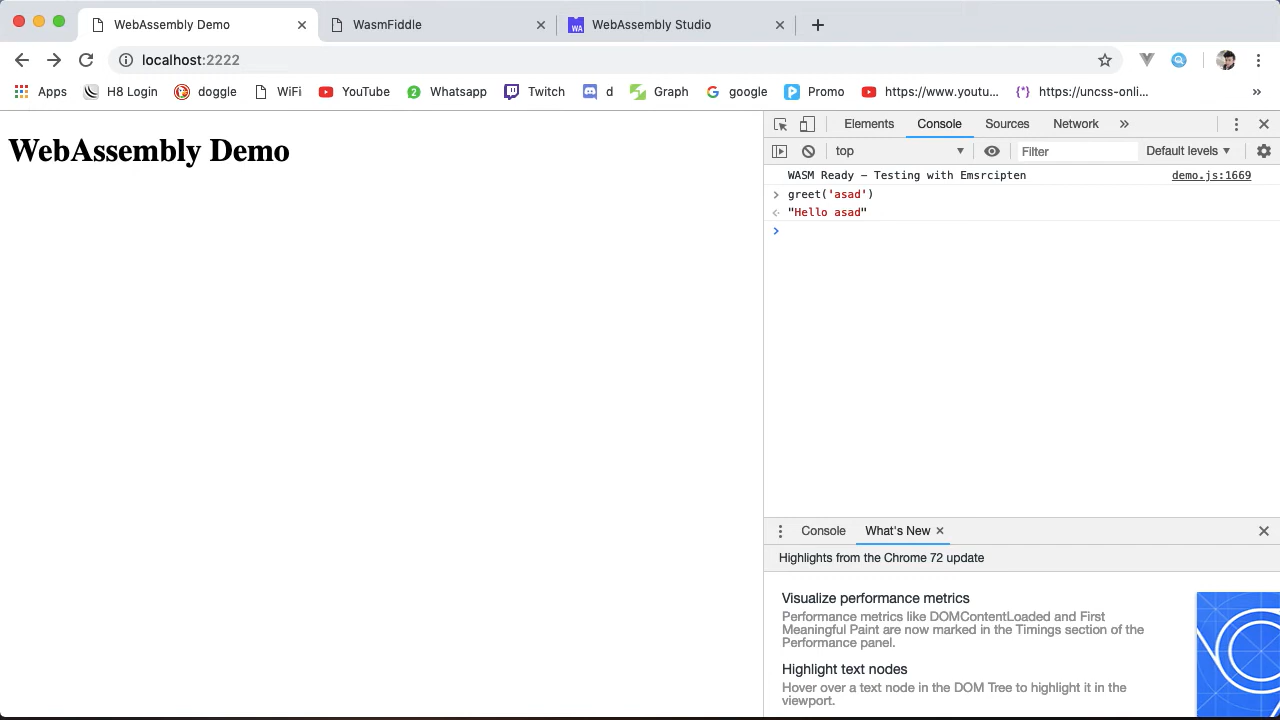 WebAssembly Demo
WasmFiddle
WebAssembly Studio
localhost:2222
Apps
H8 Login
doggle
WiFi
YouTube
Whatsapp
Twitch
d
Graph
google
Promo
https://www.youtu...
https://uncss-onli...
»
WebAssembly Demo
Elements
Console
Sources
Network
»
top
Filter
Default levels
WASM Ready – Testing with Emsrcipten
demo.js:1669
> greet('asad')
"Hello asad"
>
Console
What's New
Highlights from the Chrome 72 update
Visualize performance metrics
Performance metrics like DOMContentLoaded and First
Meaningful Paint are now marked in the Timings section of the
Performance panel.
Highlight text nodes
Hover over a text node in the DOM Tree to highlight it in the
viewport.